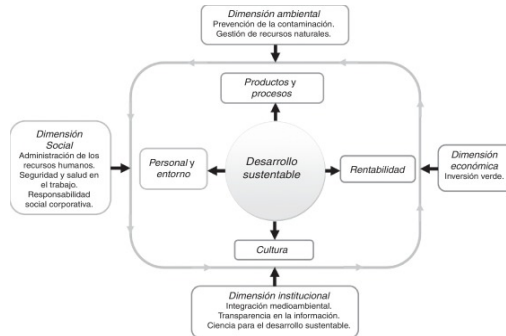 Dimensión ambiental
Prevención de la contaminación.
Gestión de recursos naturales.
Productos y
procesos
Dimensión
Social
Administración de los
recursos humanos.
Seguridad y salud en
el trabajo.
Responsabilidad
social corporativa.
Personal y
entorno
Desarrollo
sustentable
Rentabilidad
Dimensión
económica
Inversión verde.
Cultura
Dimensión institucional
Integración medioambiental.
Transparencia en la información.
Ciencia para el desarrollo sustentable.